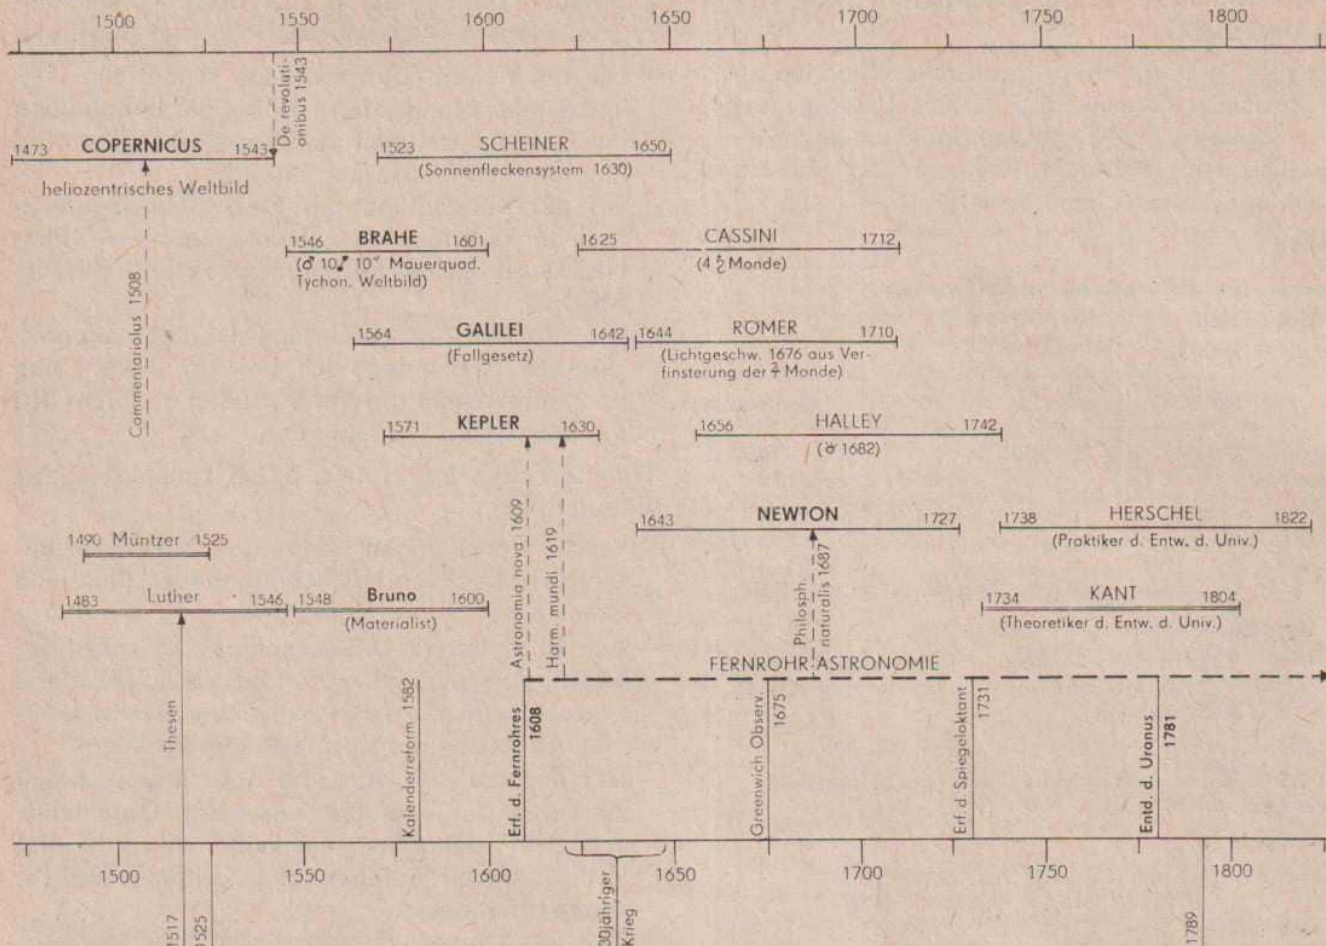 1500 1550 1600 1650 1700 1750 1800
De revoluti-
onibus 1543
1473 COPERNICUS 1543
heliozentrisches Weltbild
Commentariolus 1508
1523 SCHEINER 1650
(Sonnenfleckensystem 1630)
1546 BRAHE 1601
(♂ 10" Mauerquad.
Tychon. Weltbild)
1625 CASSINI 1712
(4 ♄ Monde)
1564 GALILEI 1642
(Fallgesetz)
1644 RÖMER 1710
(Lichtgeschw. 1676 aus Ver-
finsterung der ♃ Monde)
1571 KEPLER 1630
1656 HALLEY 1742
(☄ 1682)
Astronomia nova 1609
Harm. mundi 1619
1643 NEWTON 1727
Philosph.
naturalis 1687
1738 HERSCHEL 1822
(Praktiker d. Entw. d. Univ.)
1490 Müntzer 1525
1483 Luther 1546
1548 Bruno 1600
(Materialist)
1734 KANT 1804
(Theoretiker d. Entw. d. Univ.)
FERNROHR ASTRONOMIE
Thesen
Kalenderreform 1582
Erf. d. Fernrohres
1608
Greenwich Observ.
1675
Erf. d. Spiegeloktant
1731
Entd. d. Uranus
1781
1500 1550 1600 1650 1700 1750 1800
1517
1525
30jähriger
Krieg
1789